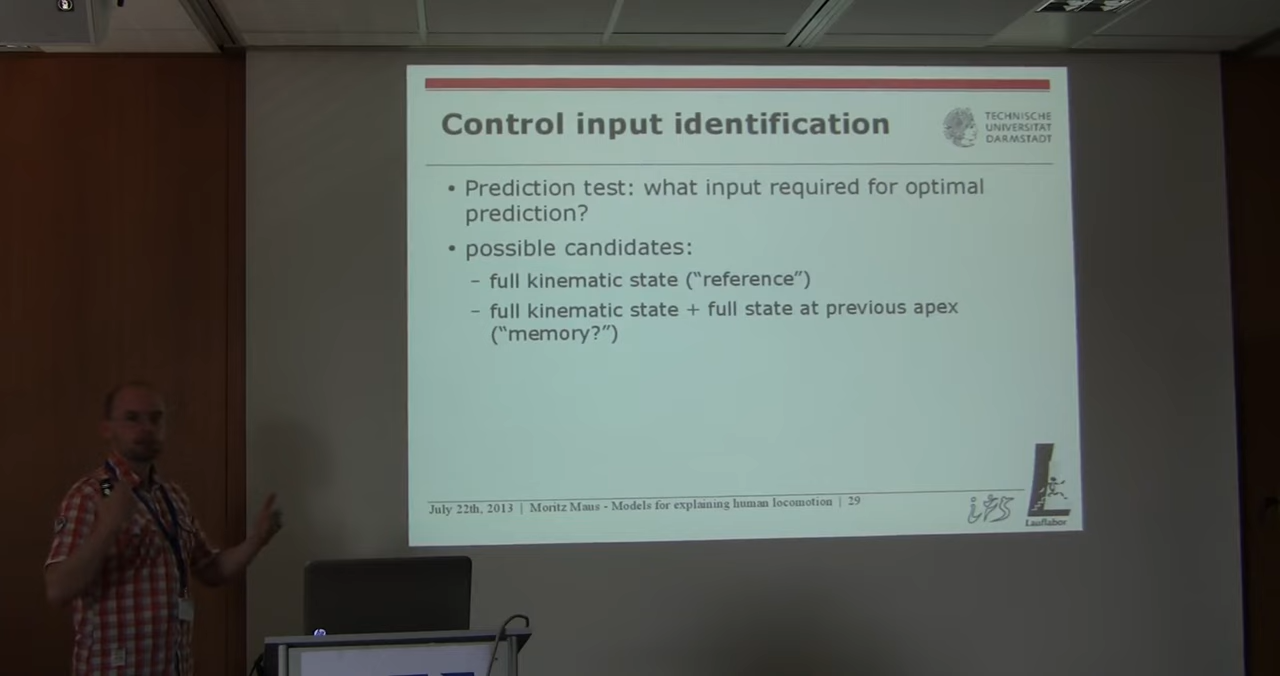 Control input identification
TECHNISCHE
UNIVERSITÄT
DARMSTADT
• Prediction test: what input required for optimal
prediction?
• possible candidates:
– full kinematic state (“reference”)
– full kinematic state + full state at previous apex
(“memory?”)
July 22th, 2013 | Moritz Maus - Models for explaining human locomotion | 29
Lauflabor